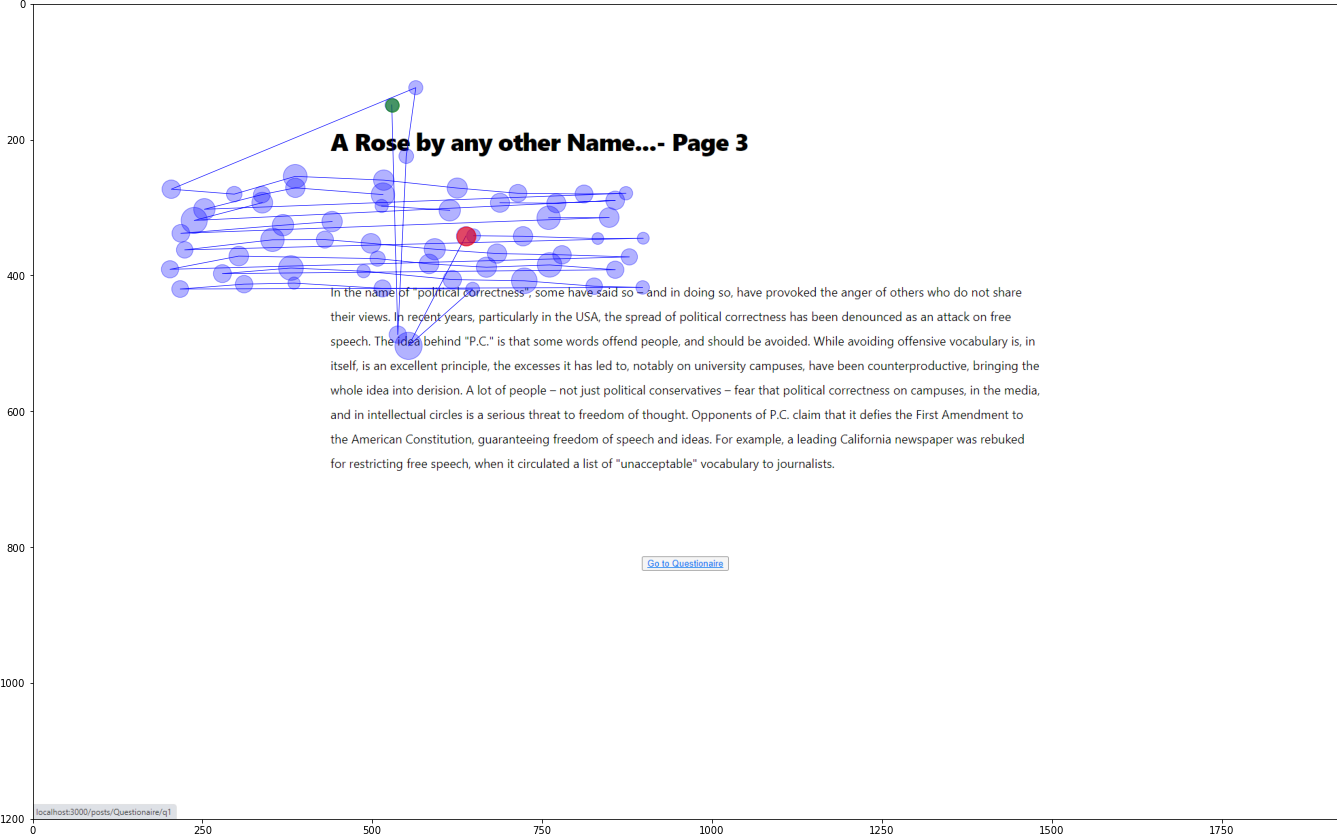 0
200
A Rose by any other Name...- Page 3
400
In the name of "political correctness", some have said so – and in doing so, have provoked the anger of others who do not share
their views. In recent years, particularly in the USA, the spread of political correctness has been denounced as an attack on free
speech. The idea behind "P.C." is that some words offend people, and should be avoided. While avoiding offensive vocabulary is, in
itself, is an excellent principle, the excesses it has led to, notably on university campuses, have been counterproductive, bringing the
whole idea into derision. A lot of people – not just political conservatives – fear that political correctness on campuses, in the media,
600
and in intellectual circles is a serious threat to freedom of thought. Opponents of P.C. claim that it defies the First Amendment to
the American Constitution, guaranteeing freedom of speech and ideas. For example, a leading California newspaper was rebuked
for restricting free speech, when it circulated a list of "unacceptable" vocabulary to journalists.
800
Go to Questionaire
1000
localhost:3000/posts/Questionaire/q1
1200
0 250 500 750 1000 1250 1500 1750